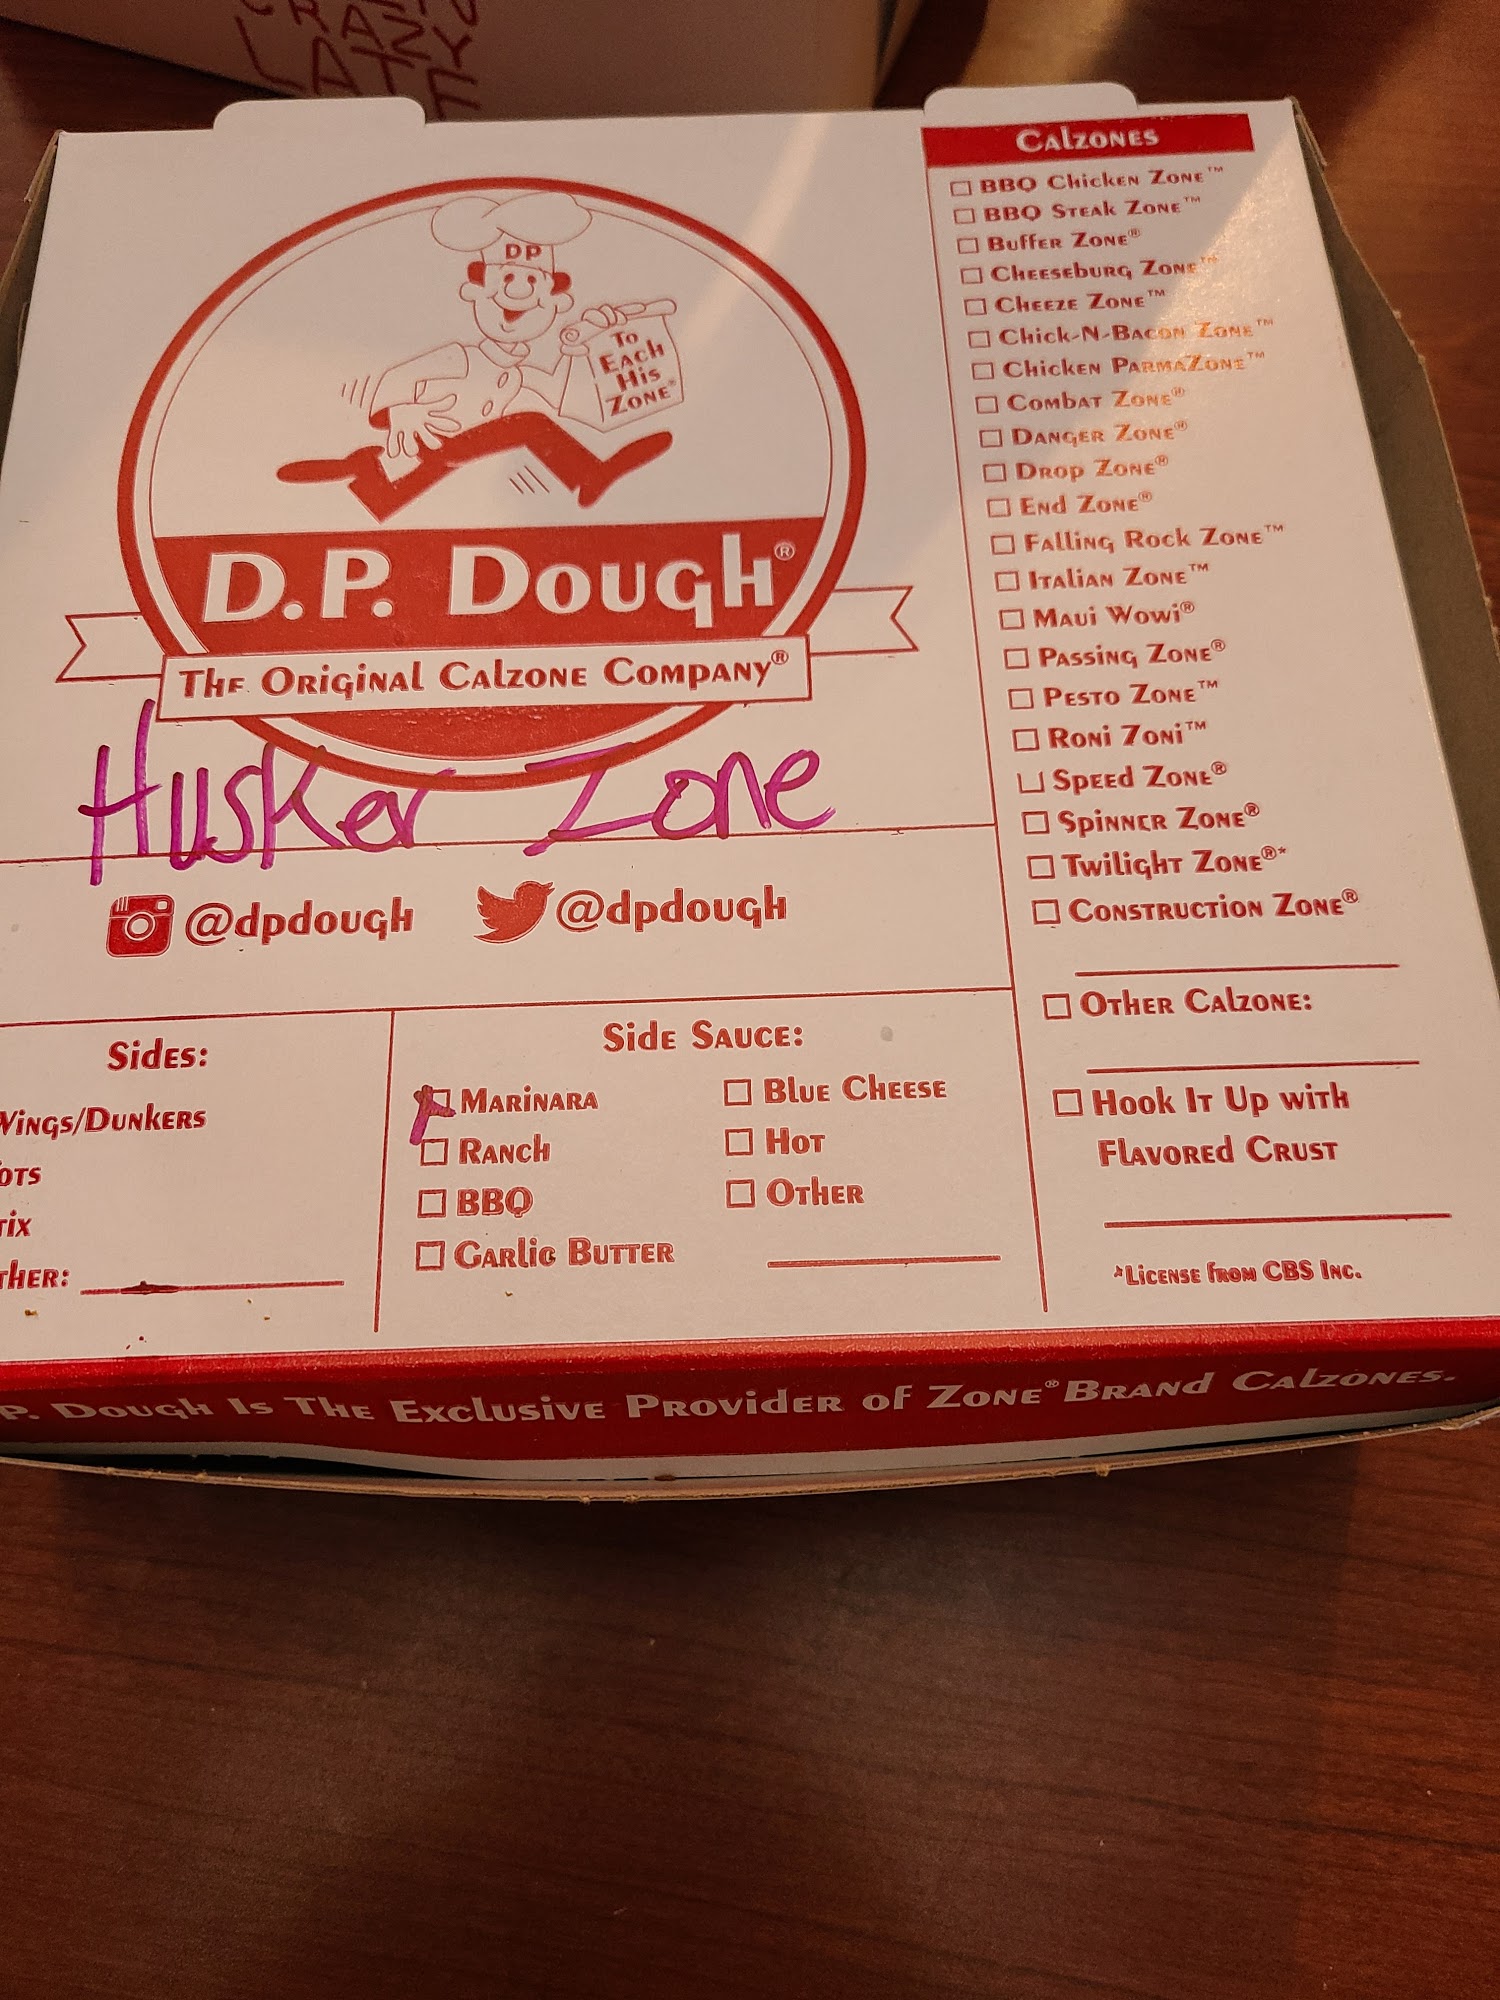 CRAZY
LATE
DP
To
Each
His
Zone®
D.P. Dough®
The Original Calzone Company®
Husker Zone
@dpdough @dpdough
Calzones
BBQ Chicken Zone™
BBQ Steak Zone™
Buffer Zone®
Cheeseburg Zone™
Cheeze Zone™
Chick-N-Bacon Zone™
Chicken ParmaZone™
Combat Zone®
Danger Zone®
Drop Zone®
End Zone®
Falling Rock Zone™
Italian Zone™
Maui Wowi®
Passing Zone®
Pesto Zone™
Roni Zoni™
Speed Zone®
Spinner Zone®
Twilight Zone®*
Construction Zone®
Other Calzone:
Hook It Up with
Flavored Crust
*License from CBS Inc.
Sides:
Wings/Dunkers
ots
tix
ther:
Side Sauce:
Marinara
Ranch
BBQ
Garlic Butter
Blue Cheese
Hot
Other
P. Dough Is The Exclusive Provider of Zone® Brand Calzones.